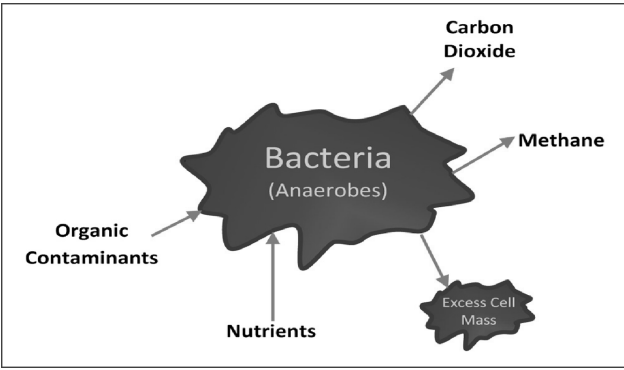 Carbon
Dioxide
Bacteria
(Anaerobes)
Methane
Organic
Contaminants
Excess Cell
Mass
Nutrients